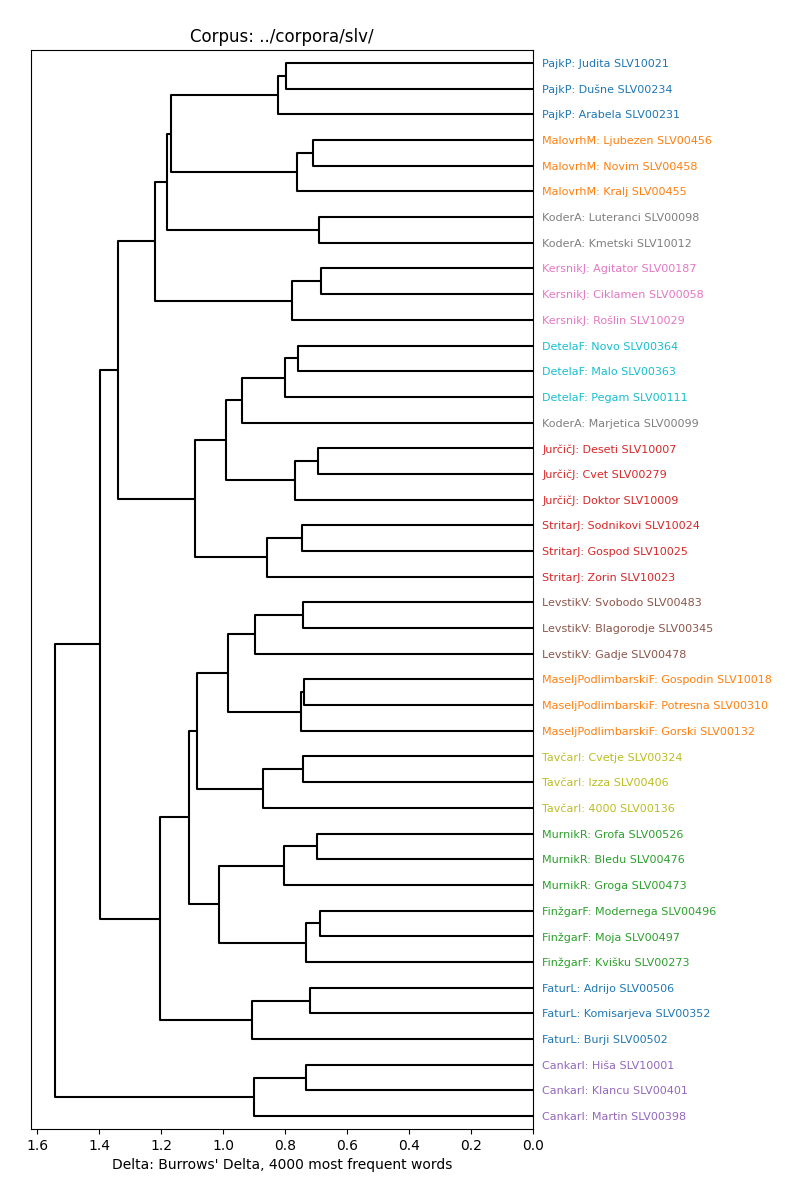 Corpus: ../corpora/slv/
PajkP: Judita SLV10021
PajkP: Dušne SLV00234
PajkP: Arabela SLV00231
MalovrhM: Ljubezen SLV00456
MalovrhM: Novim SLV00458
MalovrhM: Kralj SLV00455
KoderA: Luteranci SLV00098
KoderA: Kmetski SLV10012
KersnikJ: Agitator SLV00187
KersnikJ: Ciklamen SLV00058
KersnikJ: Rošlin SLV10029
DetelaF: Novo SLV00364
DetelaF: Malo SLV00363
DetelaF: Pegam SLV00111
KoderA: Marjetica SLV00099
JurčičJ: Deseti SLV10007
JurčičJ: Cvet SLV00279
JurčičJ: Doktor SLV10009
StritarJ: Sodnikovi SLV10024
StritarJ: Gospod SLV10025
StritarJ: Zorin SLV10023
LevstikV: Svobodo SLV00483
LevstikV: Blagorodje SLV00345
LevstikV: Gadje SLV00478
MaseljPodlimbarskiF: Gospodin SLV10018
MaseljPodlimbarskiF: Potresna SLV00310
MaseljPodlimbarskiF: Gorski SLV00132
TavčarI: Cvetje SLV00324
TavčarI: Izza SLV00406
TavčarI: 4000 SLV00136
MurnikR: Grofa SLV00526
MurnikR: Bledu SLV00476
MurnikR: Groga SLV00473
FinžgarF: Modernega SLV00496
FinžgarF: Moja SLV00497
FinžgarF: Kvišku SLV00273
FaturL: Adrijo SLV00506
FaturL: Komisarjeva SLV00352
FaturL: Burji SLV00502
CankarI: Hiša SLV10001
CankarI: Klancu SLV00401
CankarI: Martin SLV00398
1.6 1.4 1.2 1.0 0.8 0.6 0.4 0.2 0.0
Delta: Burrows' Delta, 4000 most frequent words